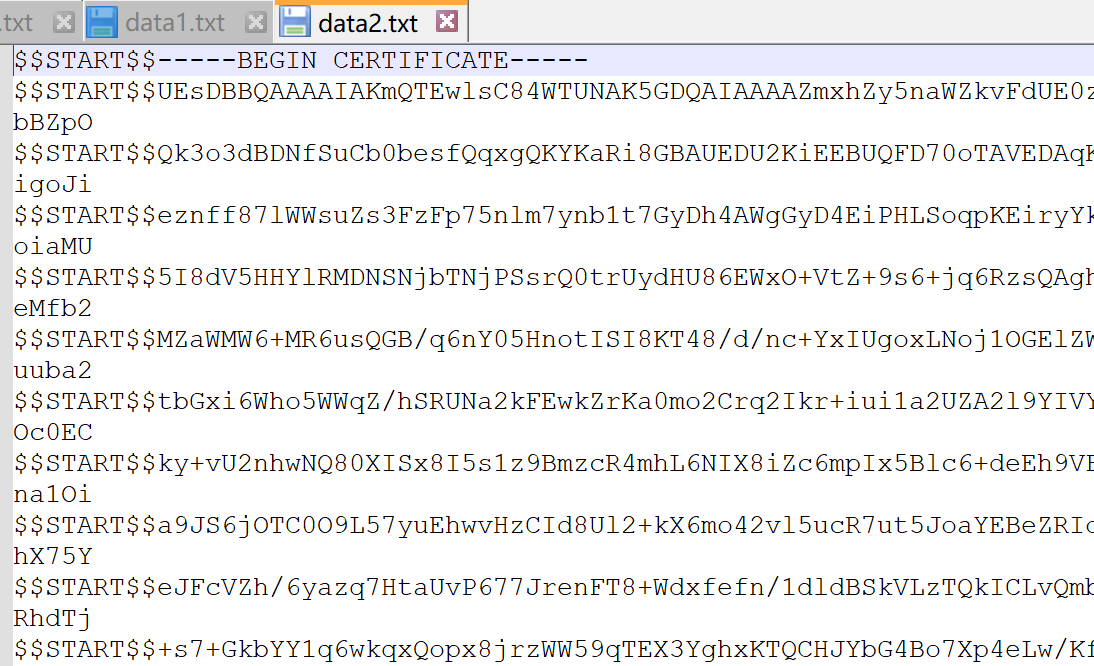 .txt data1.txt data2.txt
$$START$$-----BEGIN CERTIFICATE-----
$$START$$UEsDBBQAAAAIAKmQTEwlsC84WTUNAK5GDQAIAAAAZmxhZy5naWZkvFdUE0z
bBZpO
$$START$$Qk3o3dBDNfSuCb0besfQqxgQKYKaRi8GBAUEDU2KiEEBUQFD70oTAVEDAqK
igoJi
$$START$$eznff87lWWsuZs3FzFp75nlm7ynb1t7GyDh4AWgGyD4EiPHLSoqpKEiryYk
oiaMU
$$START$$5I8dV5HHYlRMDNSNjbTNjPSsrQ0trUydHU86EWxO+VtZ+9s6+jq6RzsQAgh
eMfb2
$$START$$MZaWMW6+MR6usQGB/q6nY05HnotISI8KT48/d/nc+YxIUgoxLNoj1OGElZW
uuba2
$$START$$tbGxi6Who5WWqZ/hSRUNa2kFEwkZrKa0mo2Crq2Ikr+iui1a2UZA2l9YIVY
Oc0EC
$$START$$ky+vU2nhwNQ80XISx8I5s1z9BmzcR4mhL6NIX8iZc6mpIx5Blc6+deEh9VE
na1Oi
$$START$$a9JS6jOTC0O9L57yuEhwvHzCId8Ul2+kX6mo42vl5ucR7ut5JoaYEBeZRIc
hX75Y
$$START$$eJFcVZh/6yazq7HtaUvP677JrenFT8+Wdxfefn/1dldBSkVLzTQkICLvQmb
RhdTj
$$START$$+s7+GkbYY1q6wkqxQopx8jrzWW59qTEX3YghxKTQCHJYbG4Bo7Xp4eLw/Kf